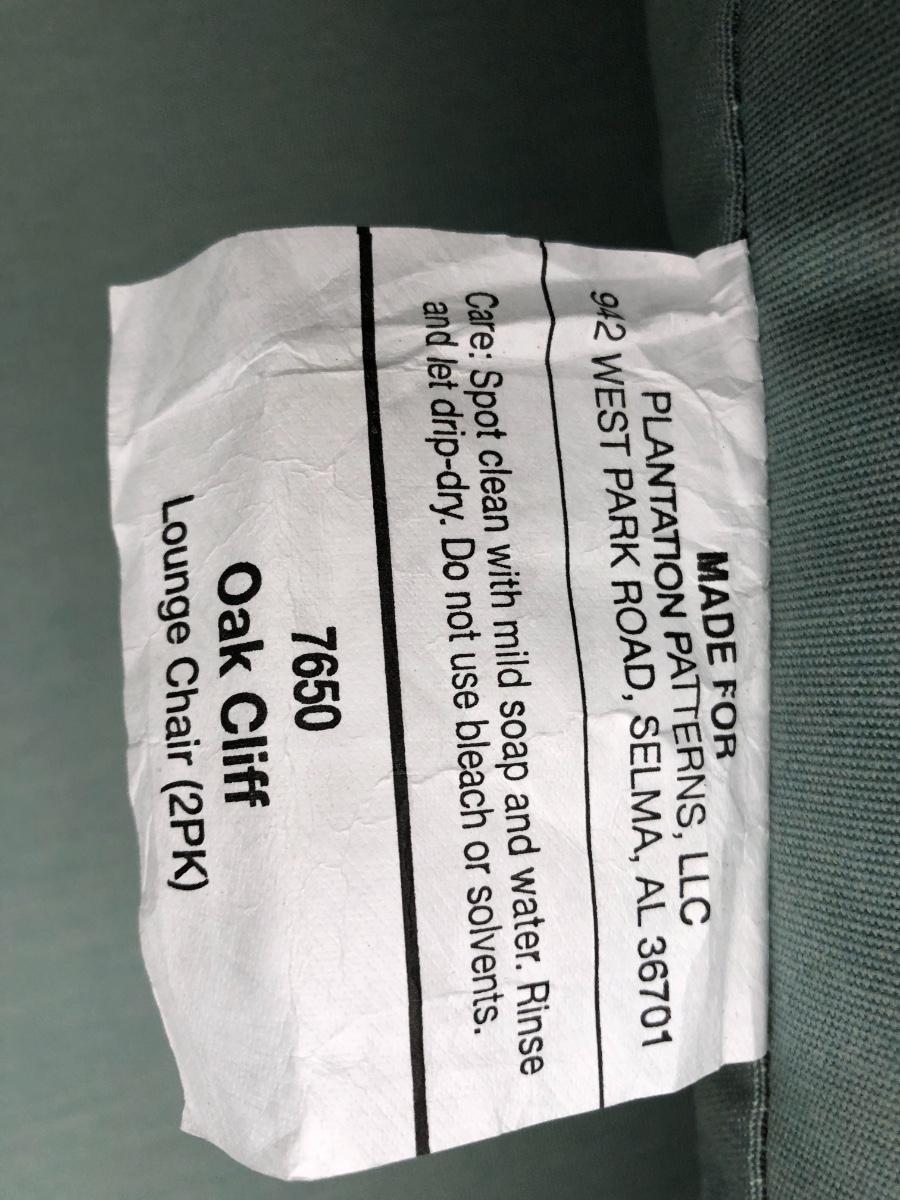 MADE FOR
PLANTATION PATTERNS, LLC
942 WEST PARK ROAD, SELMA, AL 36701
Care: Spot clean with mild soap and water. Rinse
and let drip-dry. Do not use bleach or solvents.
7650
Oak Cliff
Lounge Chair (2PK)